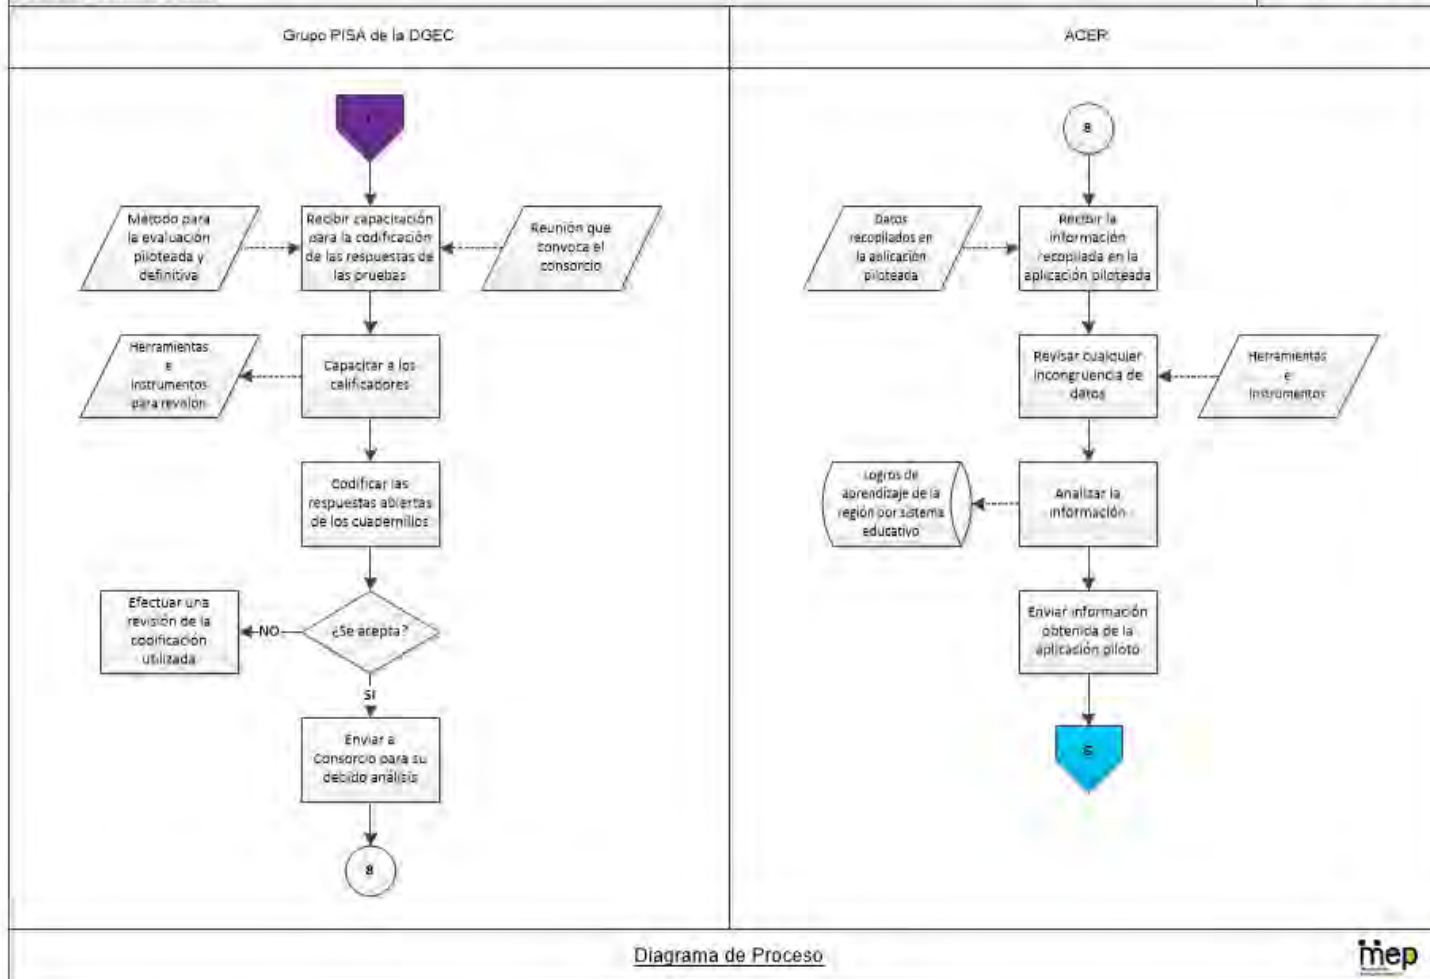 Grupo PISA de la DGEC
ACER
8
Método para
la evaluación
piloteada y
definitiva
Recibir capacitación
para la codificación
de las respuestas de
las pruebas
Reunión que
convoca el
consorcio
Datos
recopilados en
la aplicación
piloteada
Recibir la
información
recopilada en la
aplicación piloteada
Herramientas
e
instrumentos
para revisión
Capacitar a los
calificadores
Revisar cualquier
incongruencia de
datos
Herramientas
e
instrumentos
Codificar las
respuestas abiertas
de los cuadernillos
Logros de
aprendizaje de la
región por sistema
educativo
Analizar la
información
Efectuar una
revisión de la
codificación
utilizada
NO
¿Se acepta?
Enviar información
obtenida de la
aplicación piloto
SI
Enviar a
Consorcio para su
debido análisis
8
Diagrama de Proceso
mep